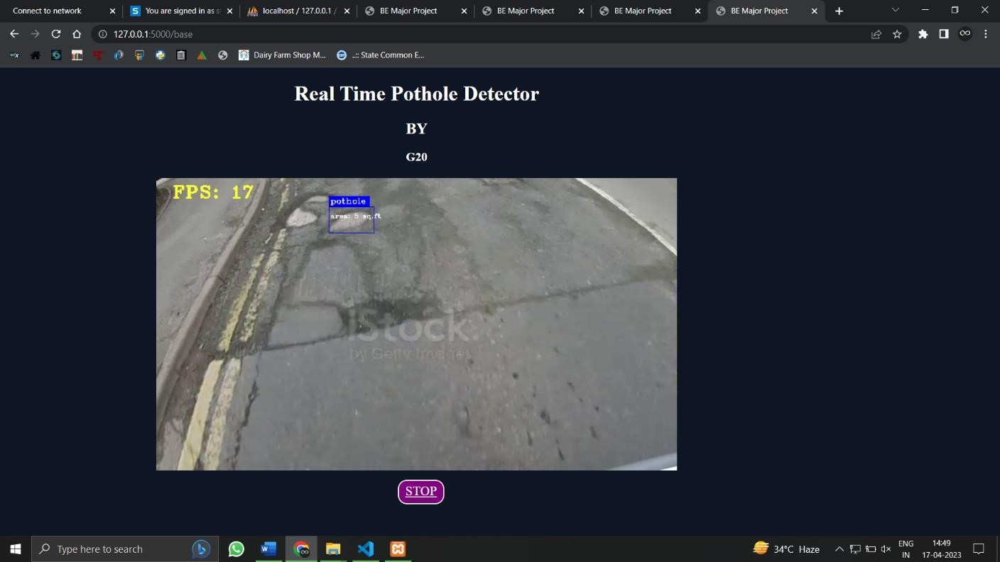 Connect to network
You are signed in as s
localhost / 127.0.0.1 /
BE Major Project
BE Major Project
BE Major Project
BE Major Project
127.0.0.1:5000/base
edX
Dairy Farm Shop M...
..:: State Common E...
Real Time Pothole Detector
BY
G20
FPS: 17
pothole
area: 5 sq.ft
iStock.
by Getty Images
STOP
Type here to search
34°C Haze
ENG
IN
14:49
17-04-2023